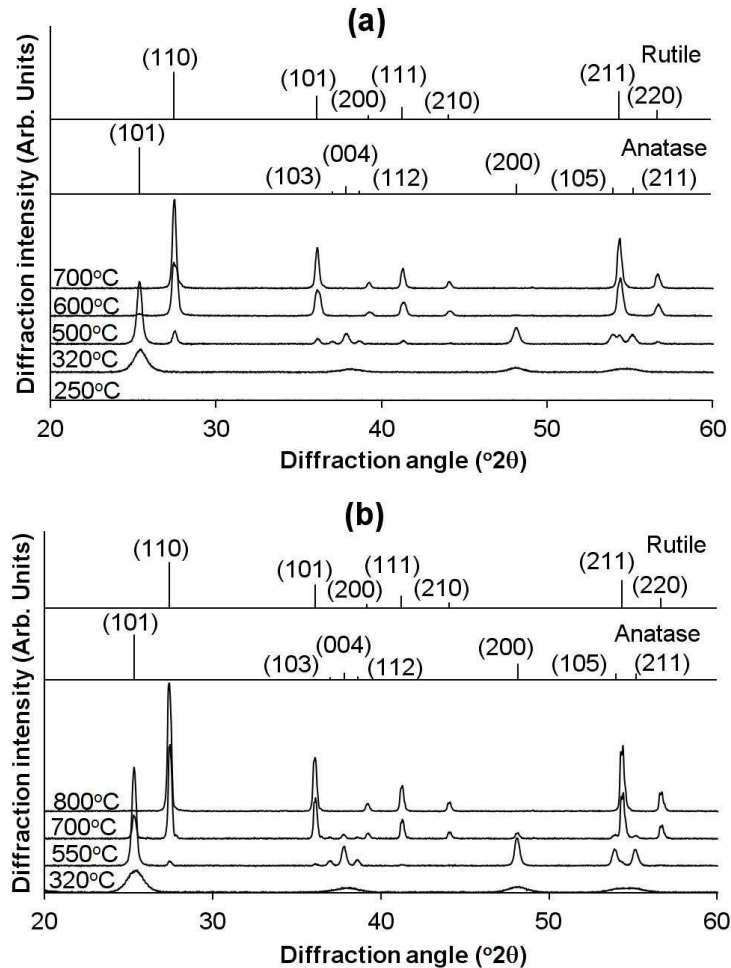 (a)
Diffraction intensity (Arb. Units)
(110)
Rutile
(101)
(200)
(111)
(210)
(211)
(220)
(101)
Anatase
(103)
(004)
(112)
(200)
(105)
(211)
700°C
600°C
500°C
320°C
250°C
20 30 40 50 60
Diffraction angle (°2θ)
(b)
Diffraction intensity (Arb. Units)
(110)
Rutile
(101)
(200)
(111)
(210)
(211)
(220)
(101)
Anatase
(103)
(004)
(112)
(200)
(105)
(211)
800°C
700°C
550°C
320°C
20 30 40 50 60
Diffraction angle (°2θ)